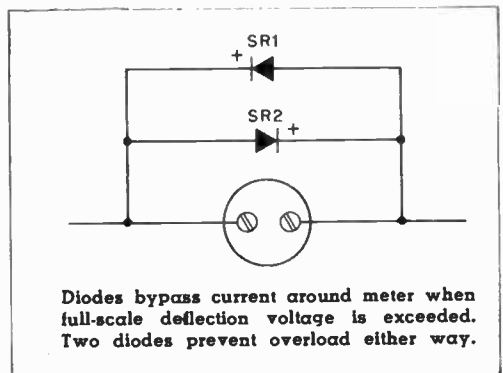 SR1
+
SR2
+
Diodes bypass current around meter when
full-scale deflection voltage is exceeded.
Two diodes prevent overload either way.